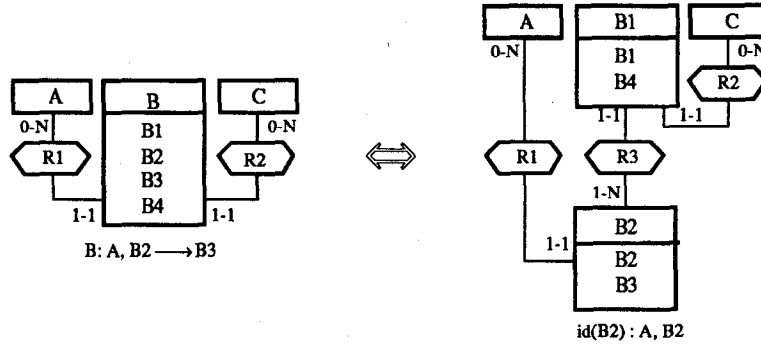 A B C
0-N 0-N
B1
B2
B3
B4
R1 R2
1-1 1-1
B: A, B2 ⟶ B3
A B1 C
0-N 0-N
B1
B4
R2
1-1 1-1
R1 R3
1-N
1-1
B2
B2
B3
id(B2) : A, B2